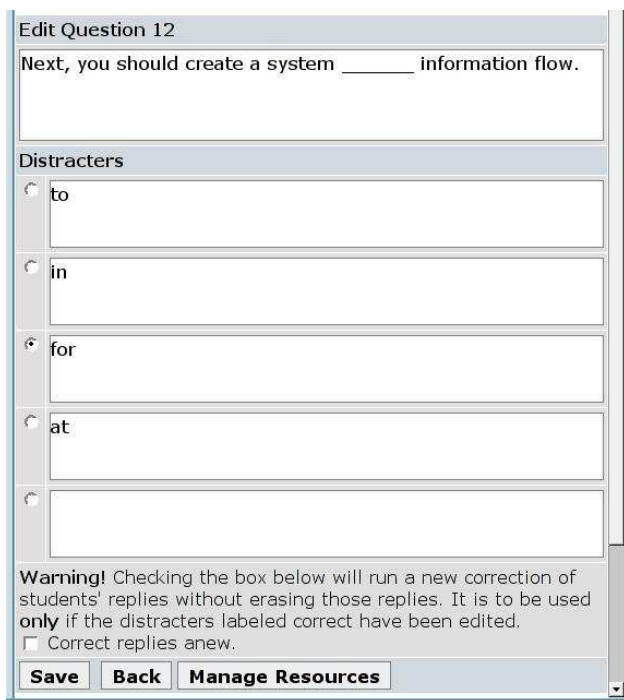 Edit Question 12
Next, you should create a system _______ information flow.
Distracters
to
in
for
at
Warning! Checking the box below will run a new correction of
students' replies without erasing those replies. It is to be used
only if the distracters labeled correct have been edited.
Correct replies anew.
Save Back Manage Resources